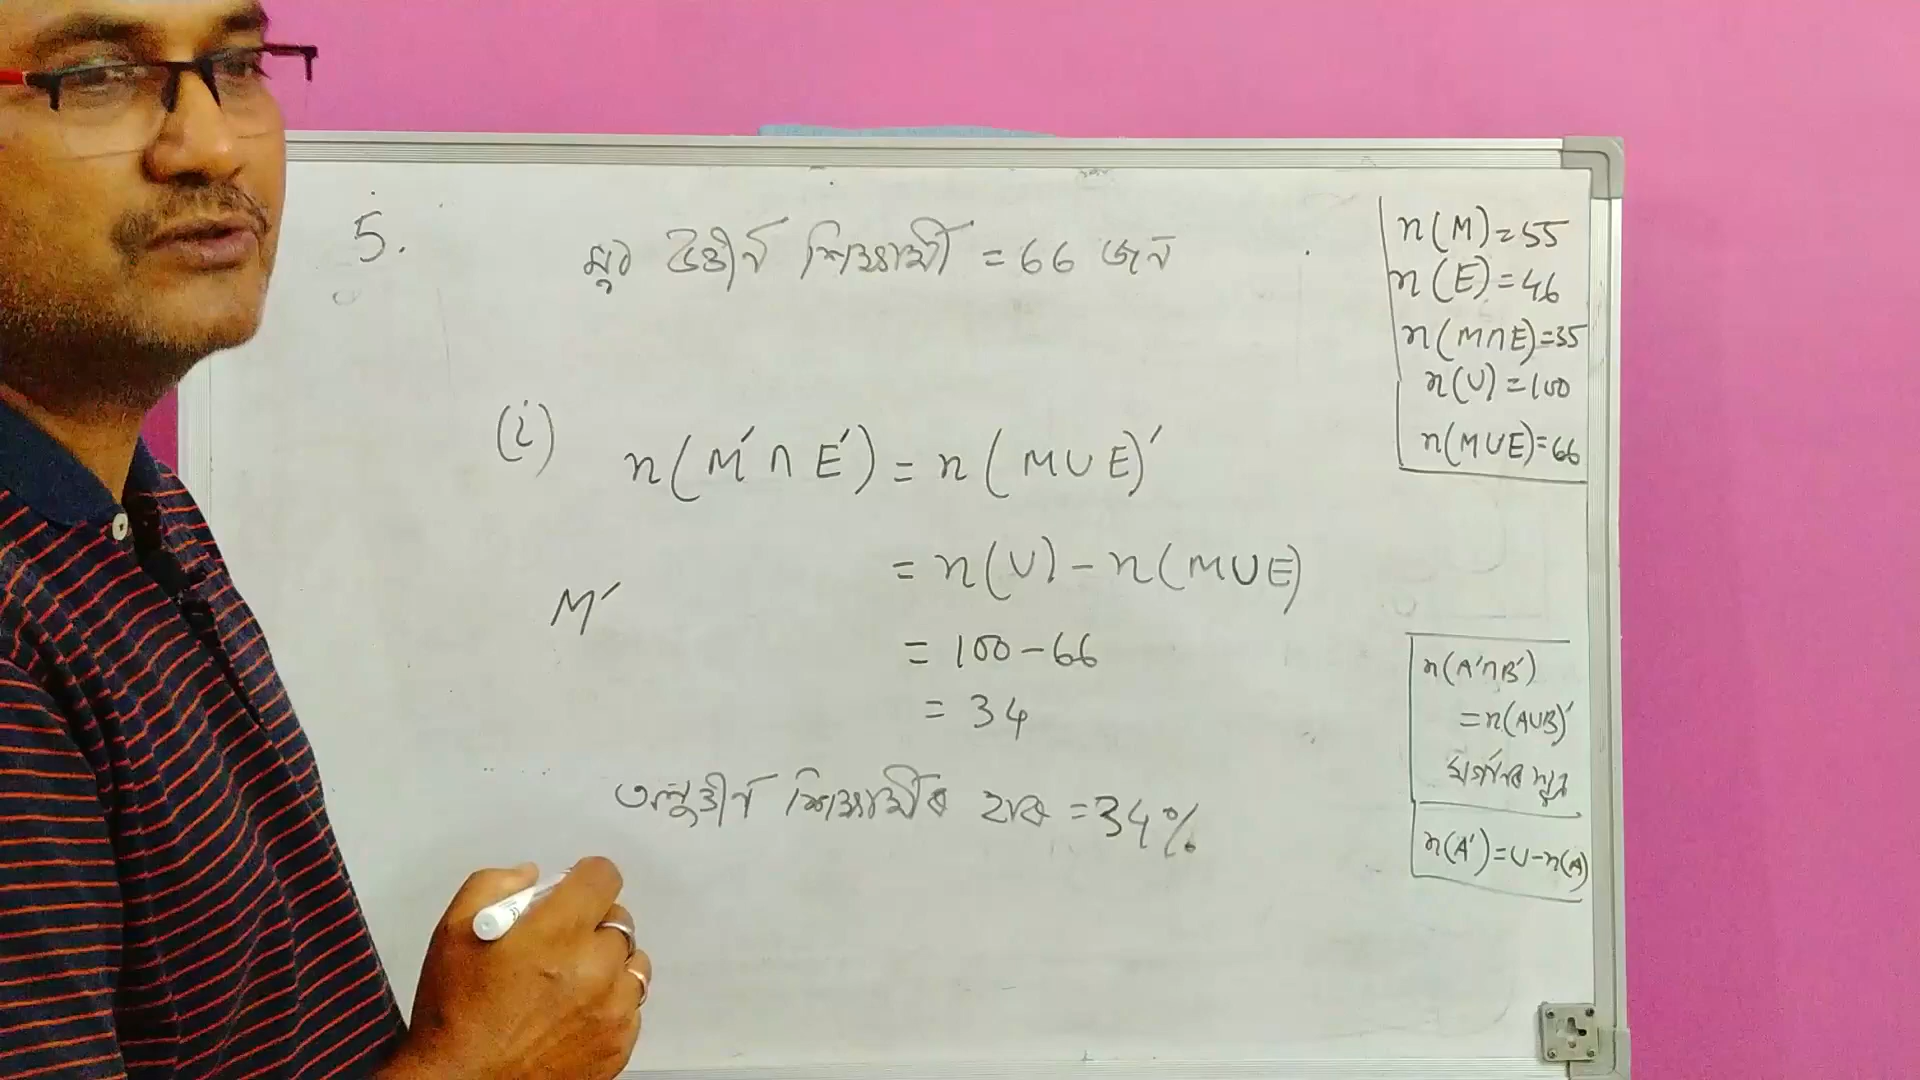 5.
মুঠ উত্তীৰ্ণ শিক্ষাৰ্থী = 66 জন
(i) n(M′∩E′) = n(M∪E)′
= n(U) − n(M∪E)
M′
= 100 − 66
= 34
অনুত্তীৰ্ণ শিক্ষাৰ্থীৰ হাৰ = 34%
n(M) = 55
n(E) = 46
n(M∩E) = 35
n(U) = 100
n(M∪E) = 66
n(A′∩B′)
= n(A∪B)′
মৰ্গানৰ সূত্ৰ
n(A′) = U − n(A)